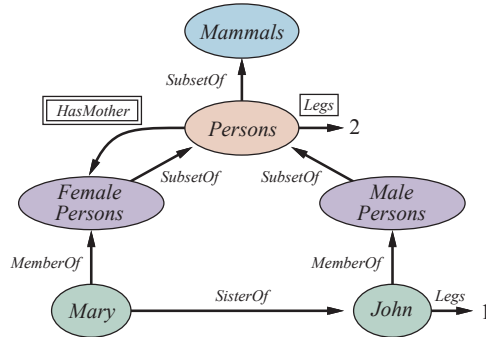 Mammals
SubsetOf
HasMother
Legs
Persons
2
SubsetOf
SubsetOf
Female
Persons
Male
Persons
MemberOf
MemberOf
SisterOf
Legs
Mary
John
1